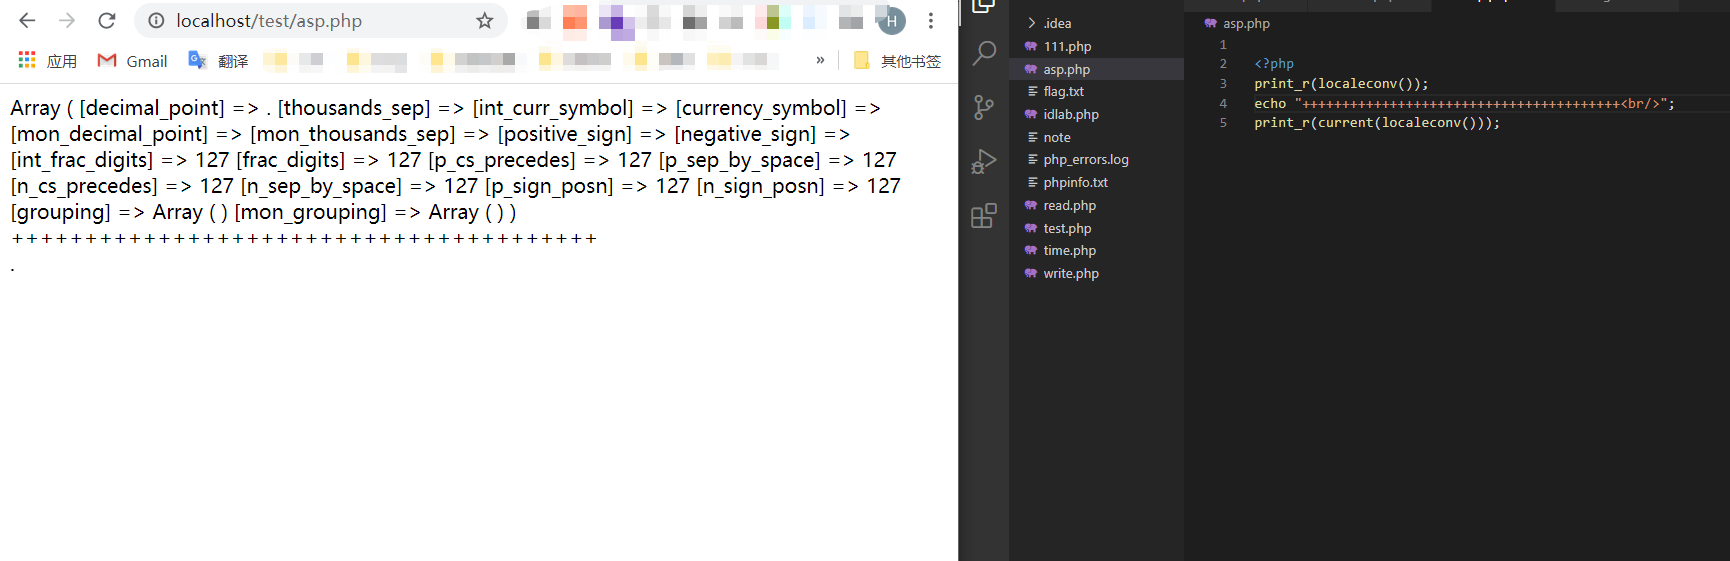 localhost/test/asp.php
H
应用 Gmail 翻译 » 其他书签
Array ( [decimal_point] => . [thousands_sep] => [int_curr_symbol] => [currency_symbol] =>
[mon_decimal_point] => [mon_thousands_sep] => [positive_sign] => [negative_sign] =>
[int_frac_digits] => 127 [frac_digits] => 127 [p_cs_precedes] => 127 [p_sep_by_space] => 127
[n_cs_precedes] => 127 [n_sep_by_space] => 127 [p_sign_posn] => 127 [n_sign_posn] => 127
[grouping] => Array ( ) [mon_grouping] => Array ( ) )
++++++++++++++++++++++++++++++++++++++++
.
.idea
111.php
asp.php
flag.txt
idlab.php
note
php_errors.log
phpinfo.txt
read.php
test.php
time.php
write.php
asp.php
1
2 <?php
3 print_r(localeconv());
4 echo "++++++++++++++++++++++++++++++++++++++++<br/>";
5 print_r(current(localeconv()));